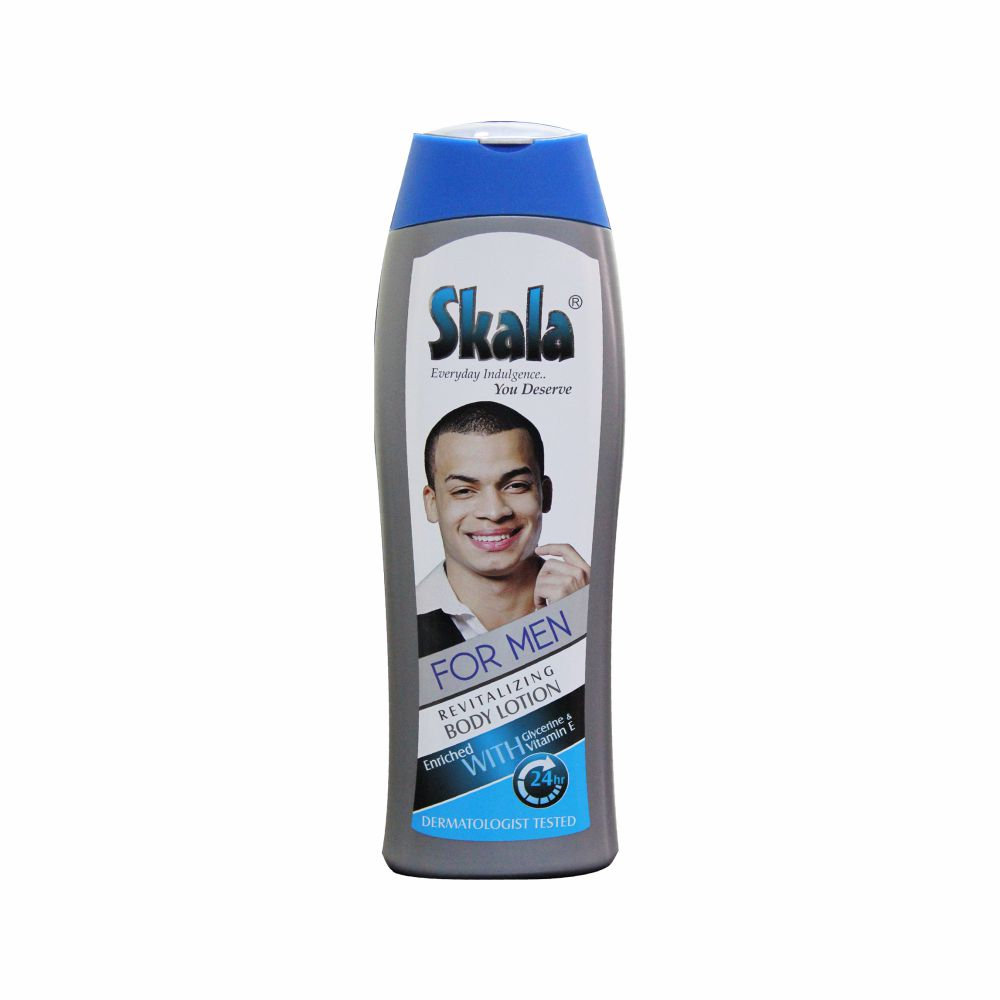 Skala®
Everyday Indulgence..
You Deserve
FOR MEN
REVITALIZING
BODY LOTION
Enriched WITH Glycerine &
Vitamin E
24hr
DERMATOLOGIST TESTED